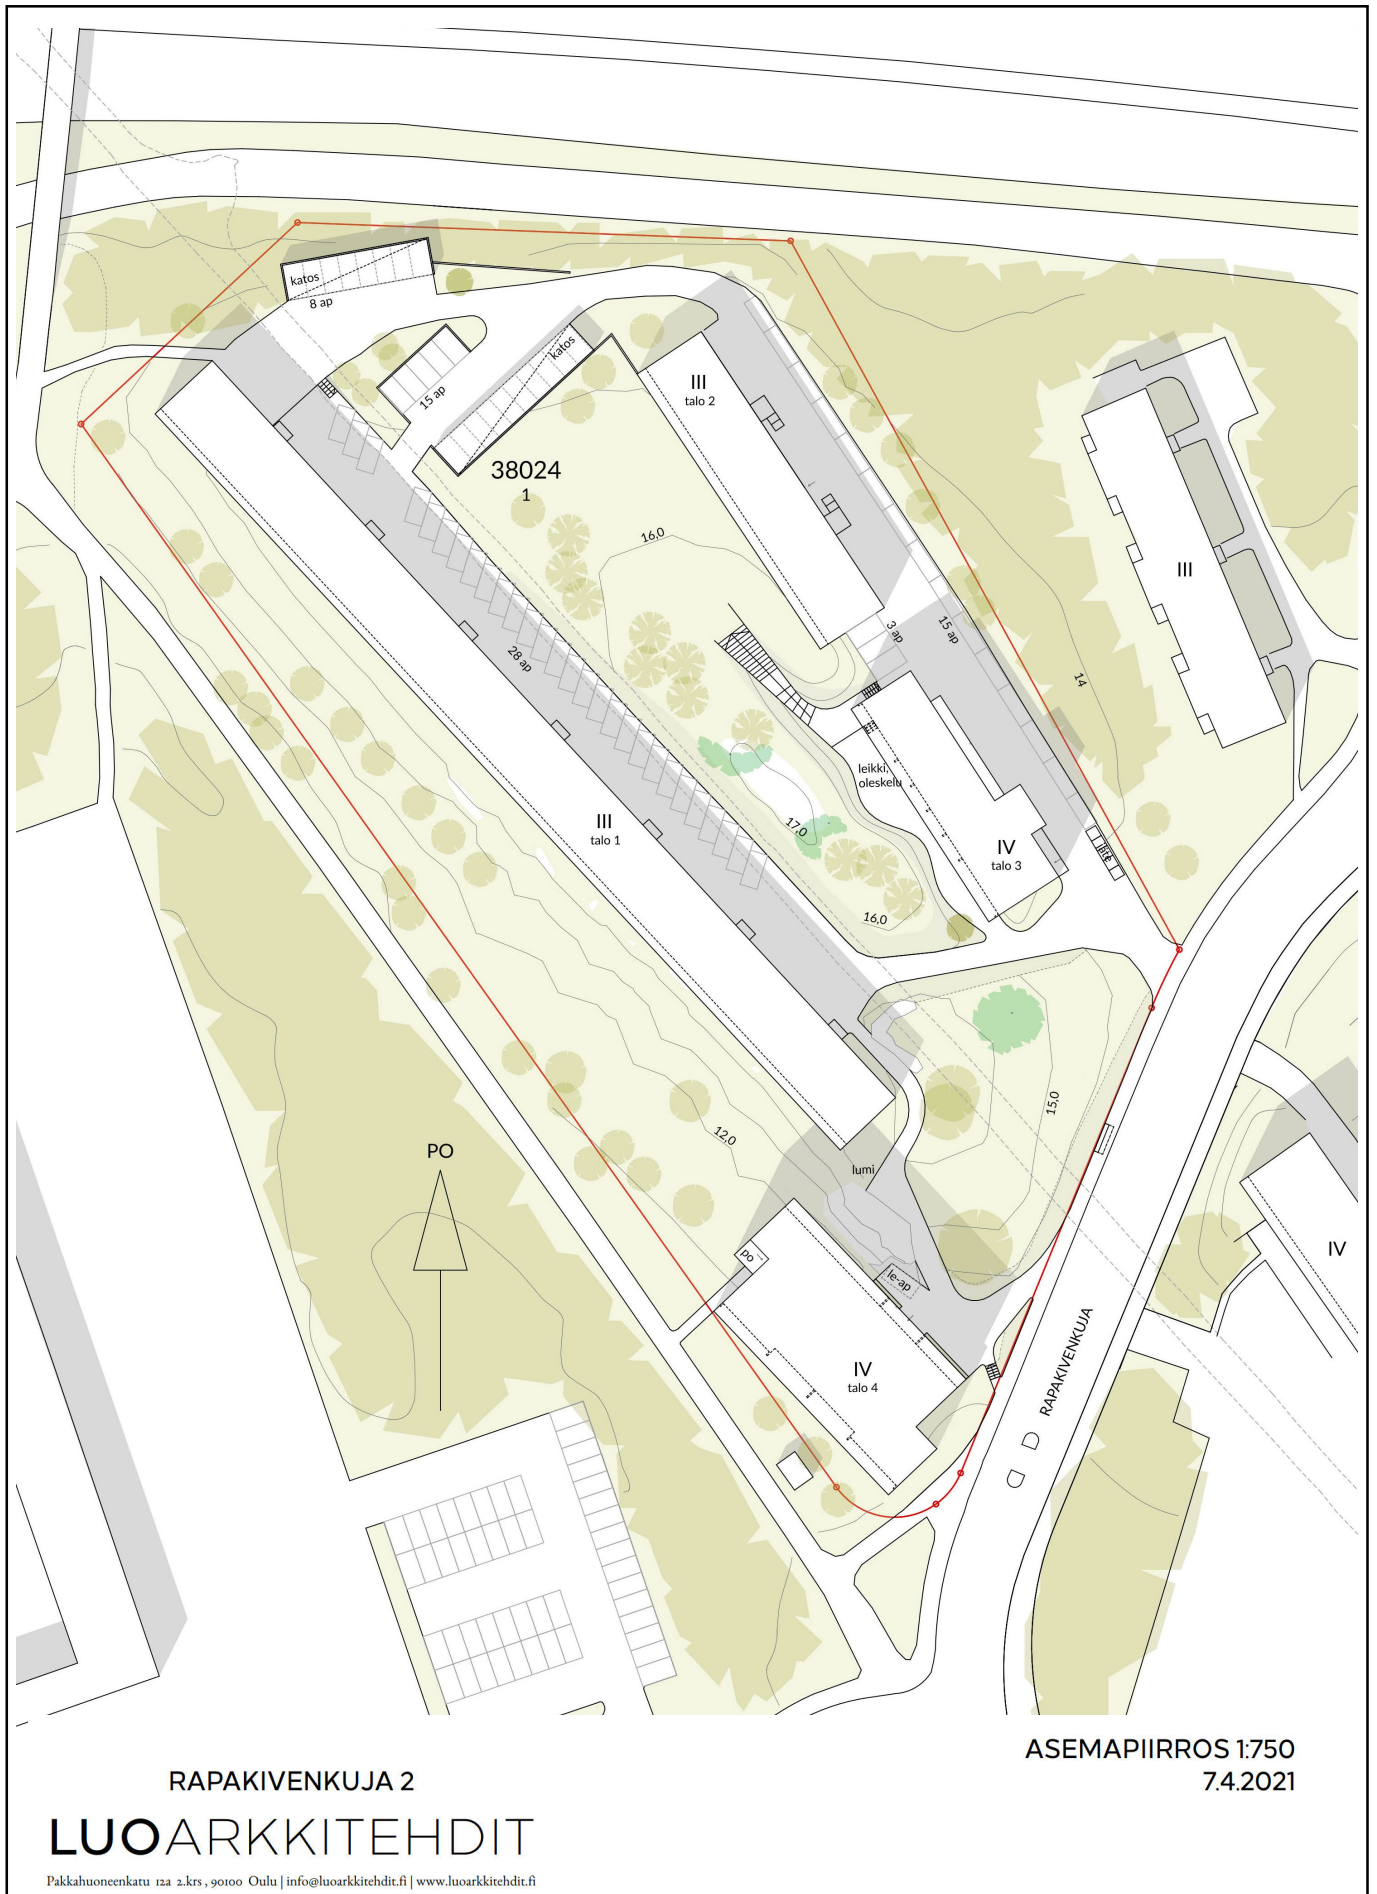 katos
8 ap
15 ap
katos
III
talo 2
38024
1
16,0
III
3 ap
15 ap
28 ap
14
leikki,
oleskelu
17,0
III
talo 1
IV
talo 3
jäte
16,0
15,0
12,0
PO
lumi
po
le-ap
IV
IV
talo 4
RAPAKIVENKUJA
ASEMAPIIRROS 1:750
7.4.2021
RAPAKIVENKUJA 2
LUOARKKITEHDIT
Pakkahuoneenkatu 12a 2.krs , 90100 Oulu | info@luoarkkitehdit.fi | www.luoarkkitehdit.fi